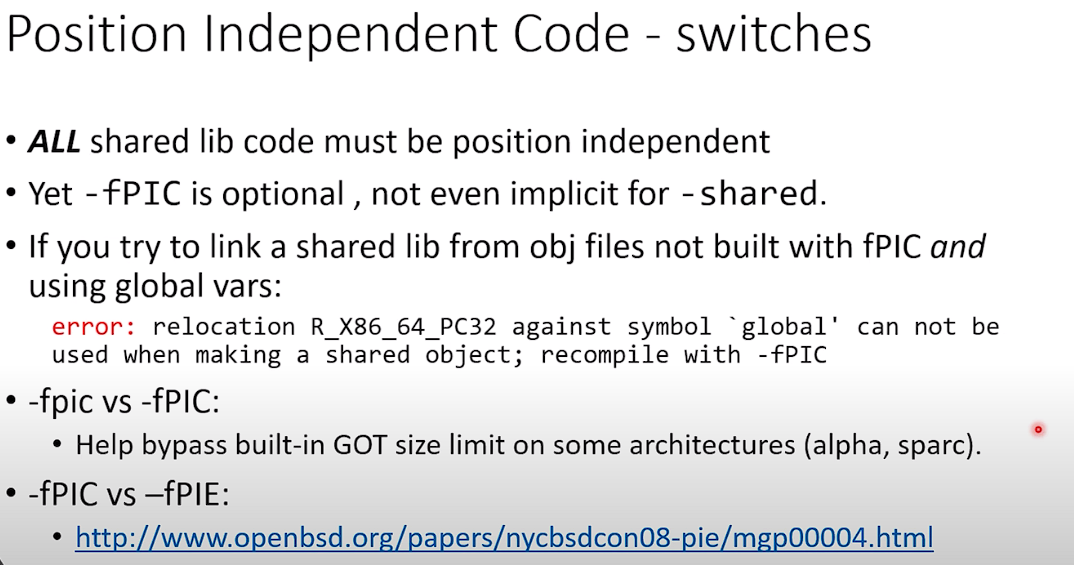 Position Independent Code - switches
• ALL shared lib code must be position independent
• Yet -fPIC is optional , not even implicit for -shared.
• If you try to link a shared lib from obj files not built with fPIC and
using global vars:
error: relocation R_X86_64_PC32 against symbol `global' can not be
used when making a shared object; recompile with -fPIC
• -fpic vs -fPIC:
• Help bypass built-in GOT size limit on some architectures (alpha, sparc).
• -fPIC vs –fPIE:
• http://www.openbsd.org/papers/nycbsdcon08-pie/mgp00004.html